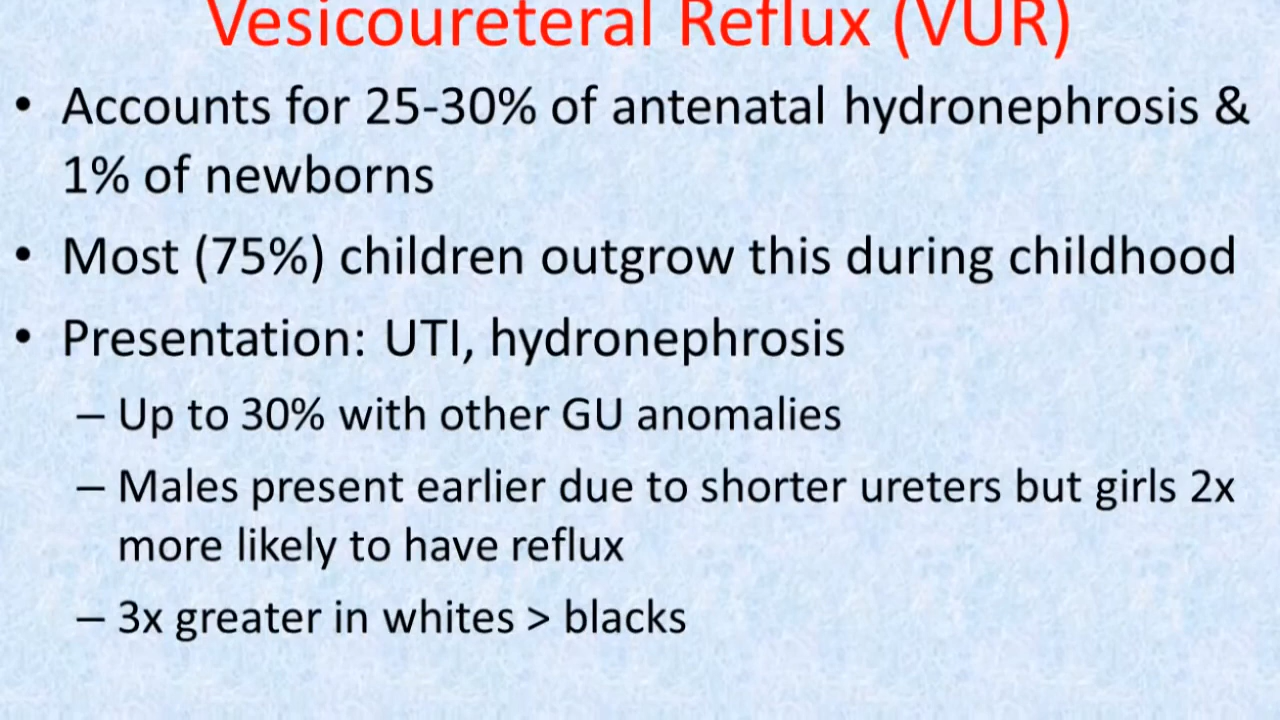 Vesicoureteral Reflux (VUR)
• Accounts for 25-30% of antenatal hydronephrosis &
1% of newborns
• Most (75%) children outgrow this during childhood
• Presentation: UTI, hydronephrosis
– Up to 30% with other GU anomalies
– Males present earlier due to shorter ureters but girls 2x
more likely to have reflux
– 3x greater in whites > blacks